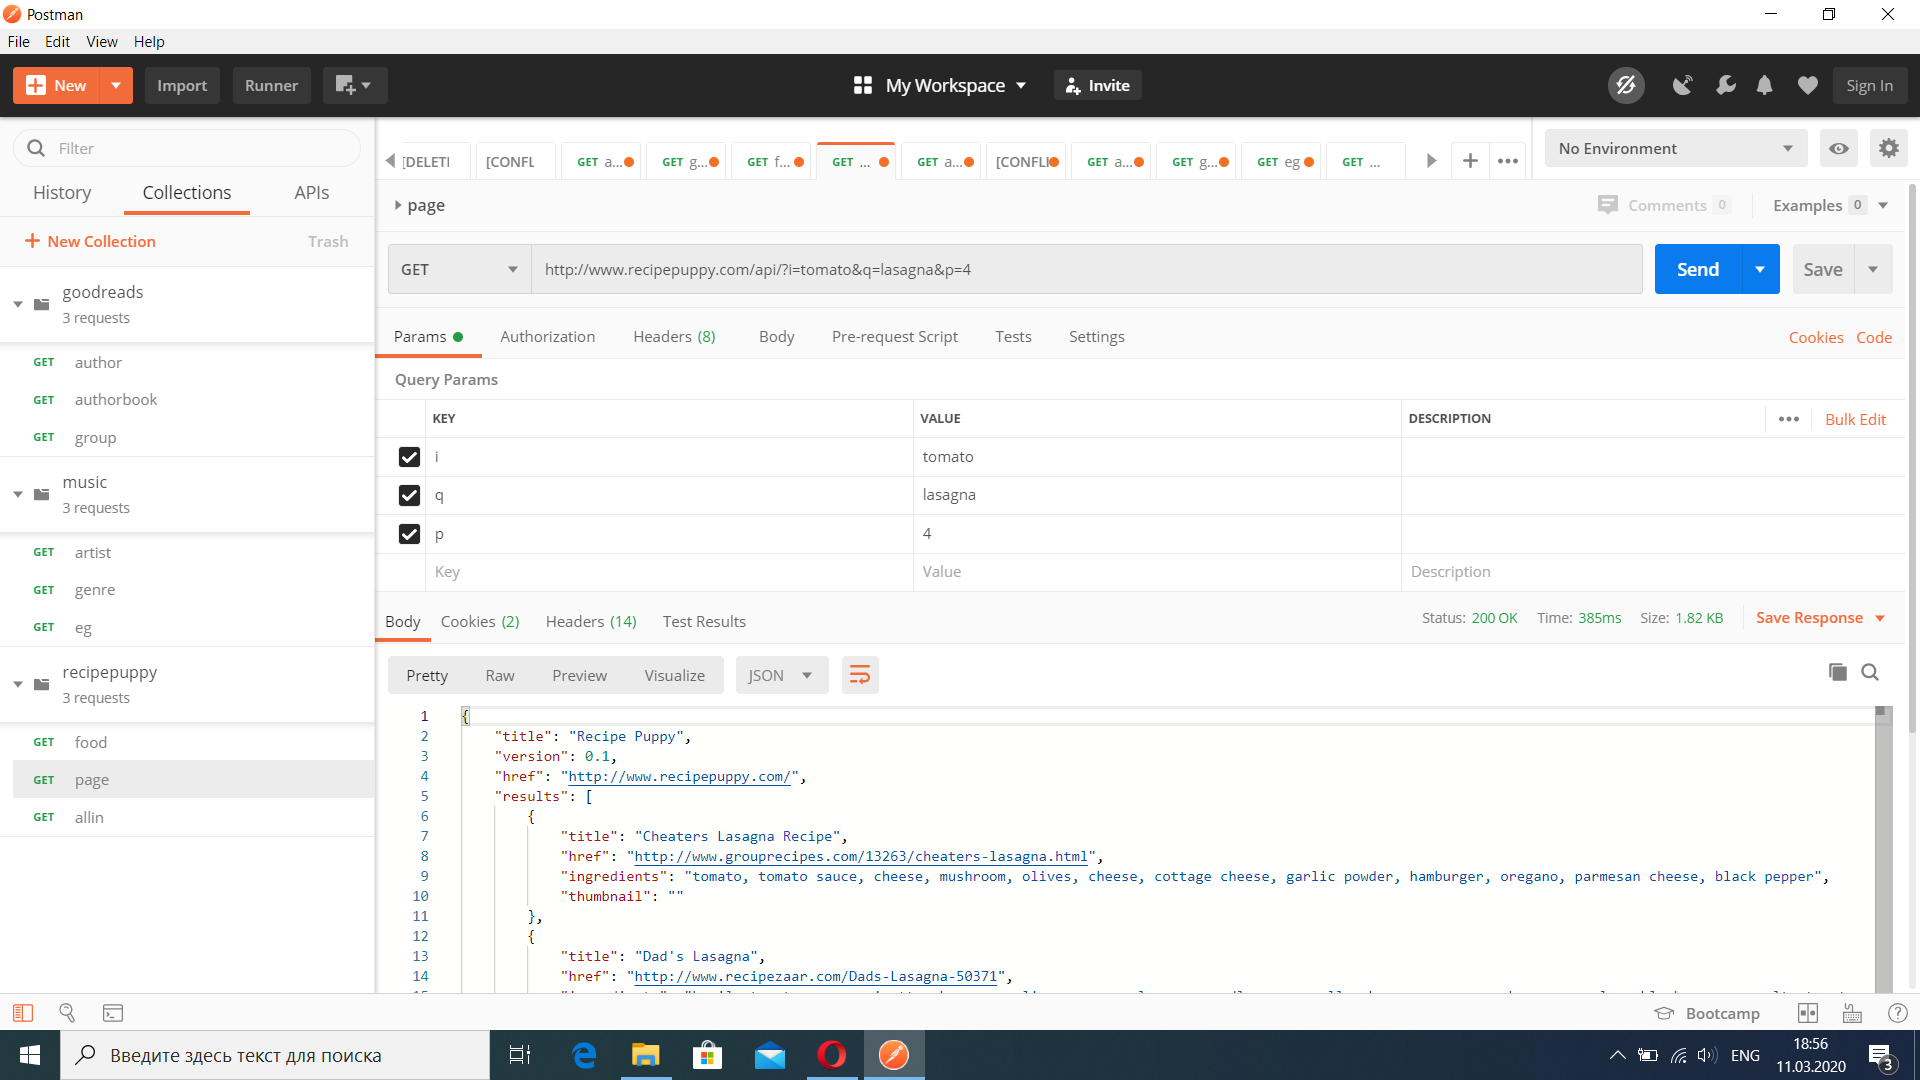 Postman
File Edit View Help
New Import Runner My Workspace Invite Sign In
Filter
History Collections APIs
New Collection Trash
goodreads
3 requests
GET author
GET authorbook
GET group
music
3 requests
GET artist
GET genre
GET eg
recipepuppy
3 requests
GET food
GET page
GET allin
[DELETI [CONFL GET a... GET g... GET f... GET ... GET a... [CONFLI GET a... GET g... GET eg GET ...
No Environment
page
Comments 0 Examples 0
GET http://www.recipepuppy.com/api/?i=tomato&q=lasagna&p=4 Send Save
Params Authorization Headers (8) Body Pre-request Script Tests Settings Cookies Code
Query Params
KEY VALUE DESCRIPTION Bulk Edit
i tomato
q lasagna
p 4
Key Value Description
Body Cookies (2) Headers (14) Test Results Status: 200 OK Time: 385ms Size: 1.82 KB Save Response
Pretty Raw Preview Visualize JSON
1 {
2 "title": "Recipe Puppy",
3 "version": 0.1,
4 "href": "http://www.recipepuppy.com/",
5 "results": [
6 {
7 "title": "Cheaters Lasagna Recipe",
8 "href": "http://www.grouprecipes.com/13263/cheaters-lasagna.html",
9 "ingredients": "tomato, tomato sauce, cheese, mushroom, olives, cheese, cottage cheese, garlic powder, hamburger, oregano, parmesan cheese, black pepper",
10 "thumbnail": ""
11 },
12 {
13 "title": "Dad's Lasagna",
14 "href": "http://www.recipezaar.com/Dads-Lasagna-50371",
Bootcamp
Введите здесь текст для поиска
ENG
18:56
11.03.2020
3